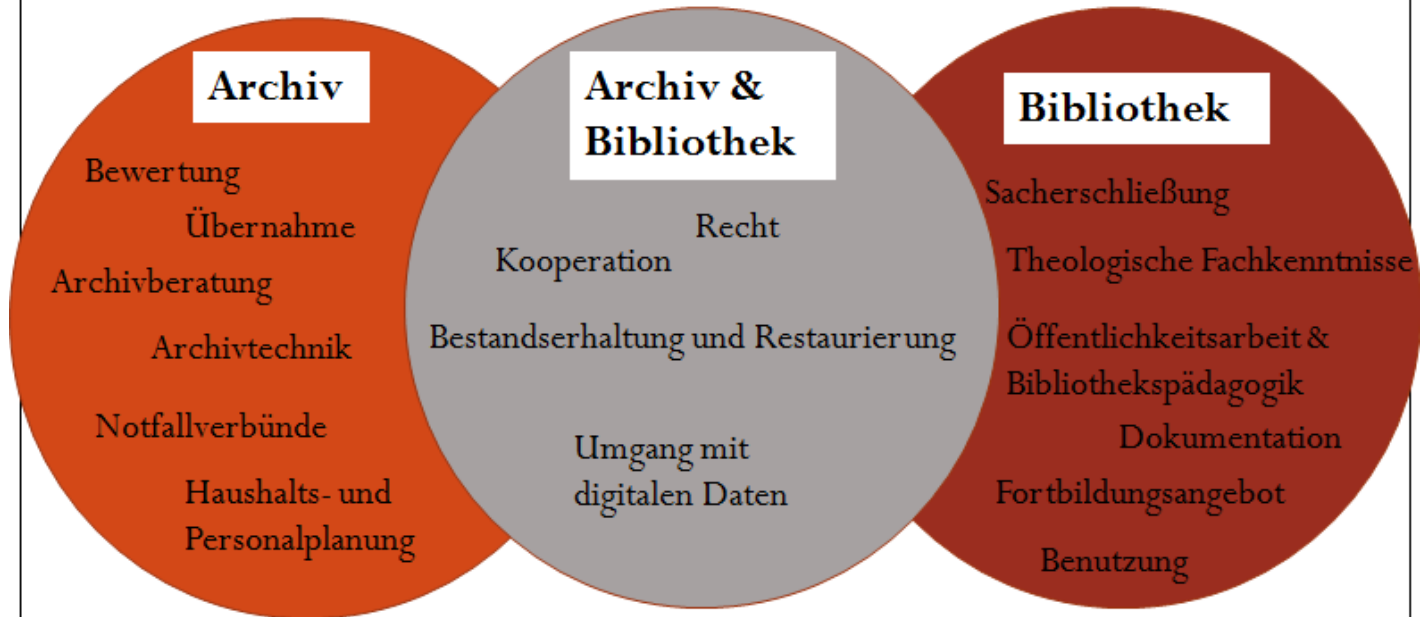 Archiv
Bewertung
Übernahme
Archivberatung
Archivtechnik
Notfallverbünde
Haushalts- und
Personalplanung
Archiv &
Bibliothek
Recht
Kooperation
Bestandserhaltung und Restaurierung
Umgang mit
digitalen Daten
Bibliothek
Sacherschließung
Theologische Fachkenntnisse
Öffentlichkeitsarbeit &
Bibliothekspädagogik
Dokumentation
Fortbildungsangebot
Benutzung